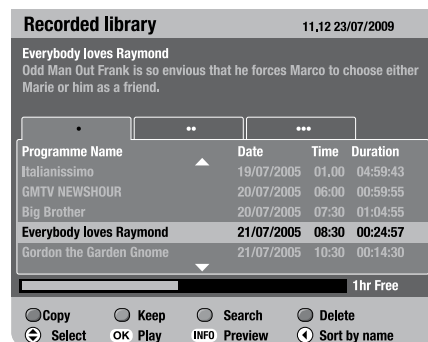 Recorded library 11.12 23/07/2009
Everybody loves Raymond
Odd Man Out Frank is so envious that he forces Marco to choose either
Marie or him as a friend.
• •• •••
Programme Name Date Time Duration
Italianissimo 19/07/2005 01.00 04:59:43
GMTV NEWSHOUR 20/07/2005 06:00 00:59:55
Big Brother 20/07/2005 07:30 01:04:55
Everybody loves Raymond 21/07/2005 08:30 00:24:57
Gordon the Garden Gnome 21/07/2005 10:30 00:14:30
1hr Free
Copy Keep Search Delete
Select OK Play INFO Preview Sort by name